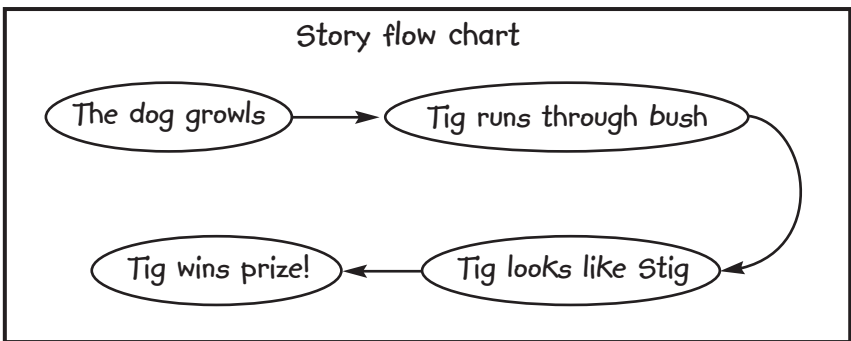 Story flow chart
The dog growls
Tig runs through bush
Tig looks like Stig
Tig wins prize!